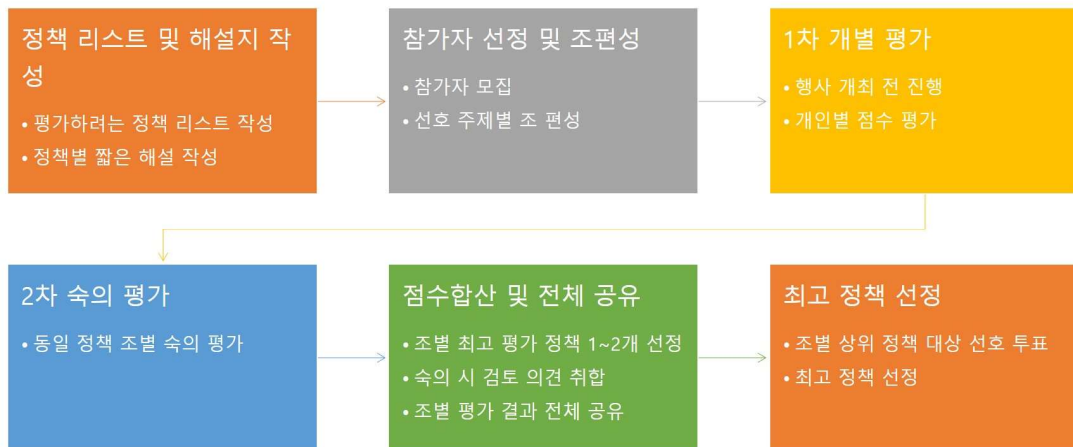 정책 리스트 및 해설지 작
성
• 평가하려는 정책 리스트 작성
• 정책별 짧은 해설 작성
참가자 선정 및 조편성
• 참가자 모집
• 선호 주제별 조 편성
1차 개별 평가
• 행사 개최 전 진행
• 개인별 점수 평가
2차 숙의 평가
• 동일 정책 조별 숙의 평가
점수합산 및 전체 공유
• 조별 최고 평가 정책 1~2개 선정
• 숙의 시 검토 의견 취합
• 조별 평가 결과 전체 공유
최고 정책 선정
• 조별 상위 정책 대상 선호 투표
• 최고 정책 선정